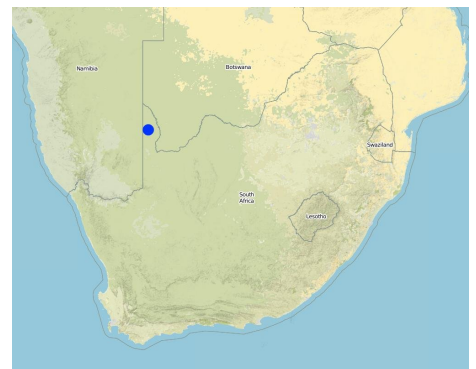 Namibia
Botswana
Swaziland
South
Africa
Lesotho